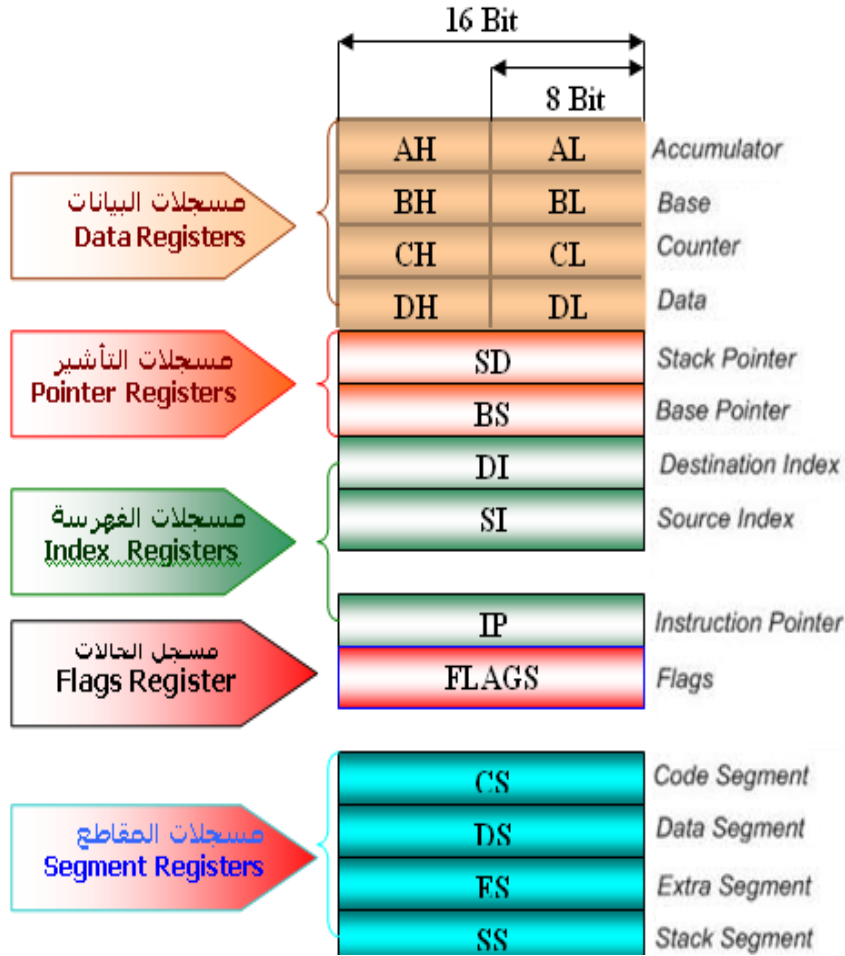 16 Bit
8 Bit
AH AL Accumulator
مسجلات البيانات
Data Registers
BH BL Base
CH CL Counter
DH DL Data
مسجلات التأشير
Pointer Registers
SD Stack Pointer
BS Base Pointer
DI Destination Index
مسجلات الفهرسة
Index Registers
SI Source Index
IP Instruction Pointer
مسجل الحالات
Flags Register
FLAGS Flags
CS Code Segment
مسجلات المقاطع
Segment Registers
DS Data Segment
ES Extra Segment
SS Stack Segment